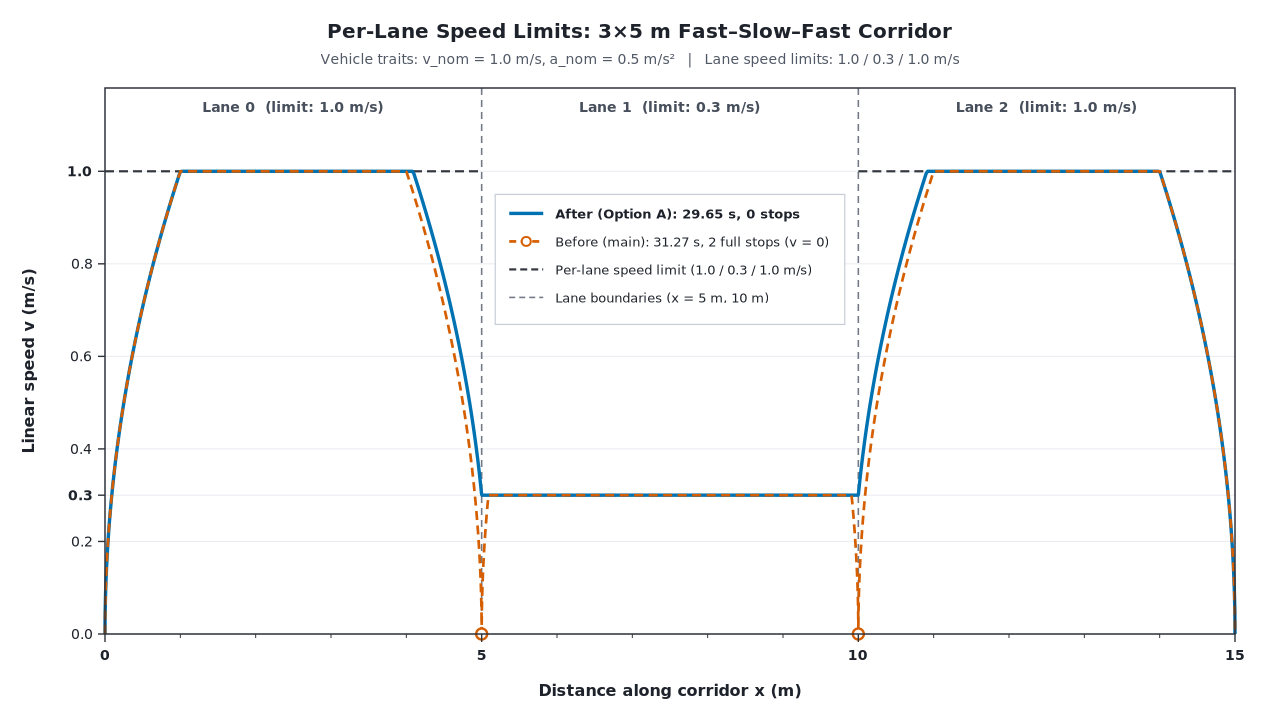 Per-Lane Speed Limits: 3×5 m Fast–Slow–Fast Corridor
Vehicle traits: v_nom = 1.0 m/s, a_nom = 0.5 m/s² | Lane speed limits: 1.0 / 0.3 / 1.0 m/s
Lane 0 (limit: 1.0 m/s)
Lane 1 (limit: 0.3 m/s)
Lane 2 (limit: 1.0 m/s)
After (Option A): 29.65 s, 0 stops
Before (main): 31.27 s, 2 full stops (v = 0)
Per-lane speed limit (1.0 / 0.3 / 1.0 m/s)
Lane boundaries (x = 5 m, 10 m)
Linear speed v (m/s)
1.0
0.8
0.6
0.4
0.3
0.2
0.0
0
5
10
15
Distance along corridor x (m)